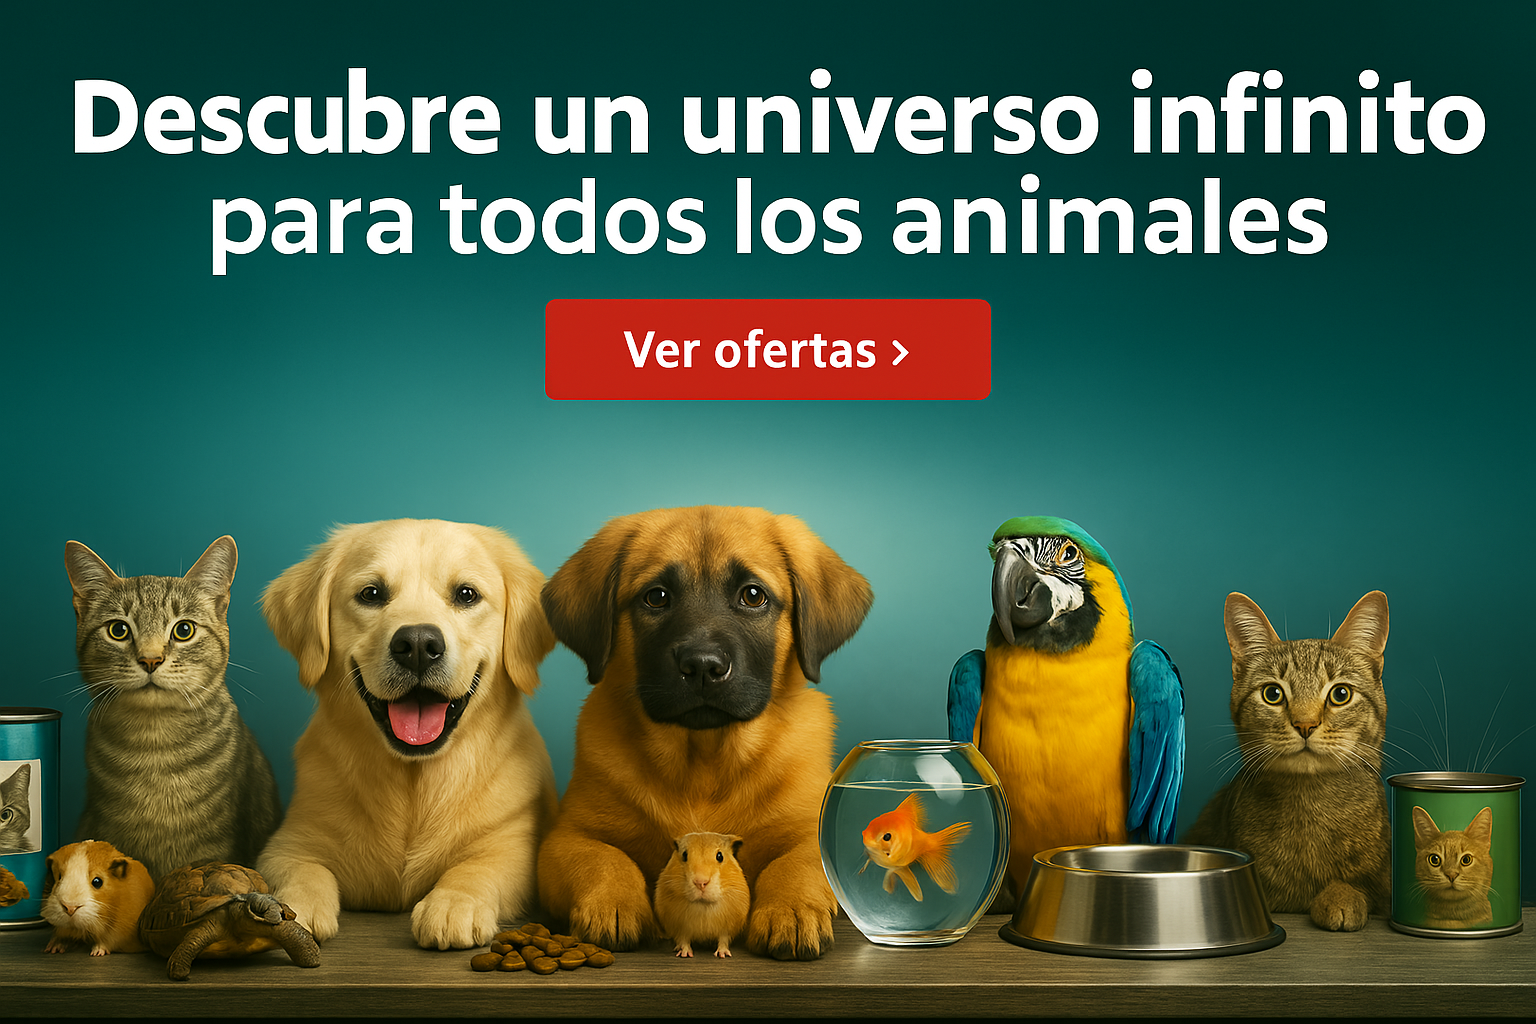 Descubre un universo infinito
para todos los animales
Ver ofertas ›